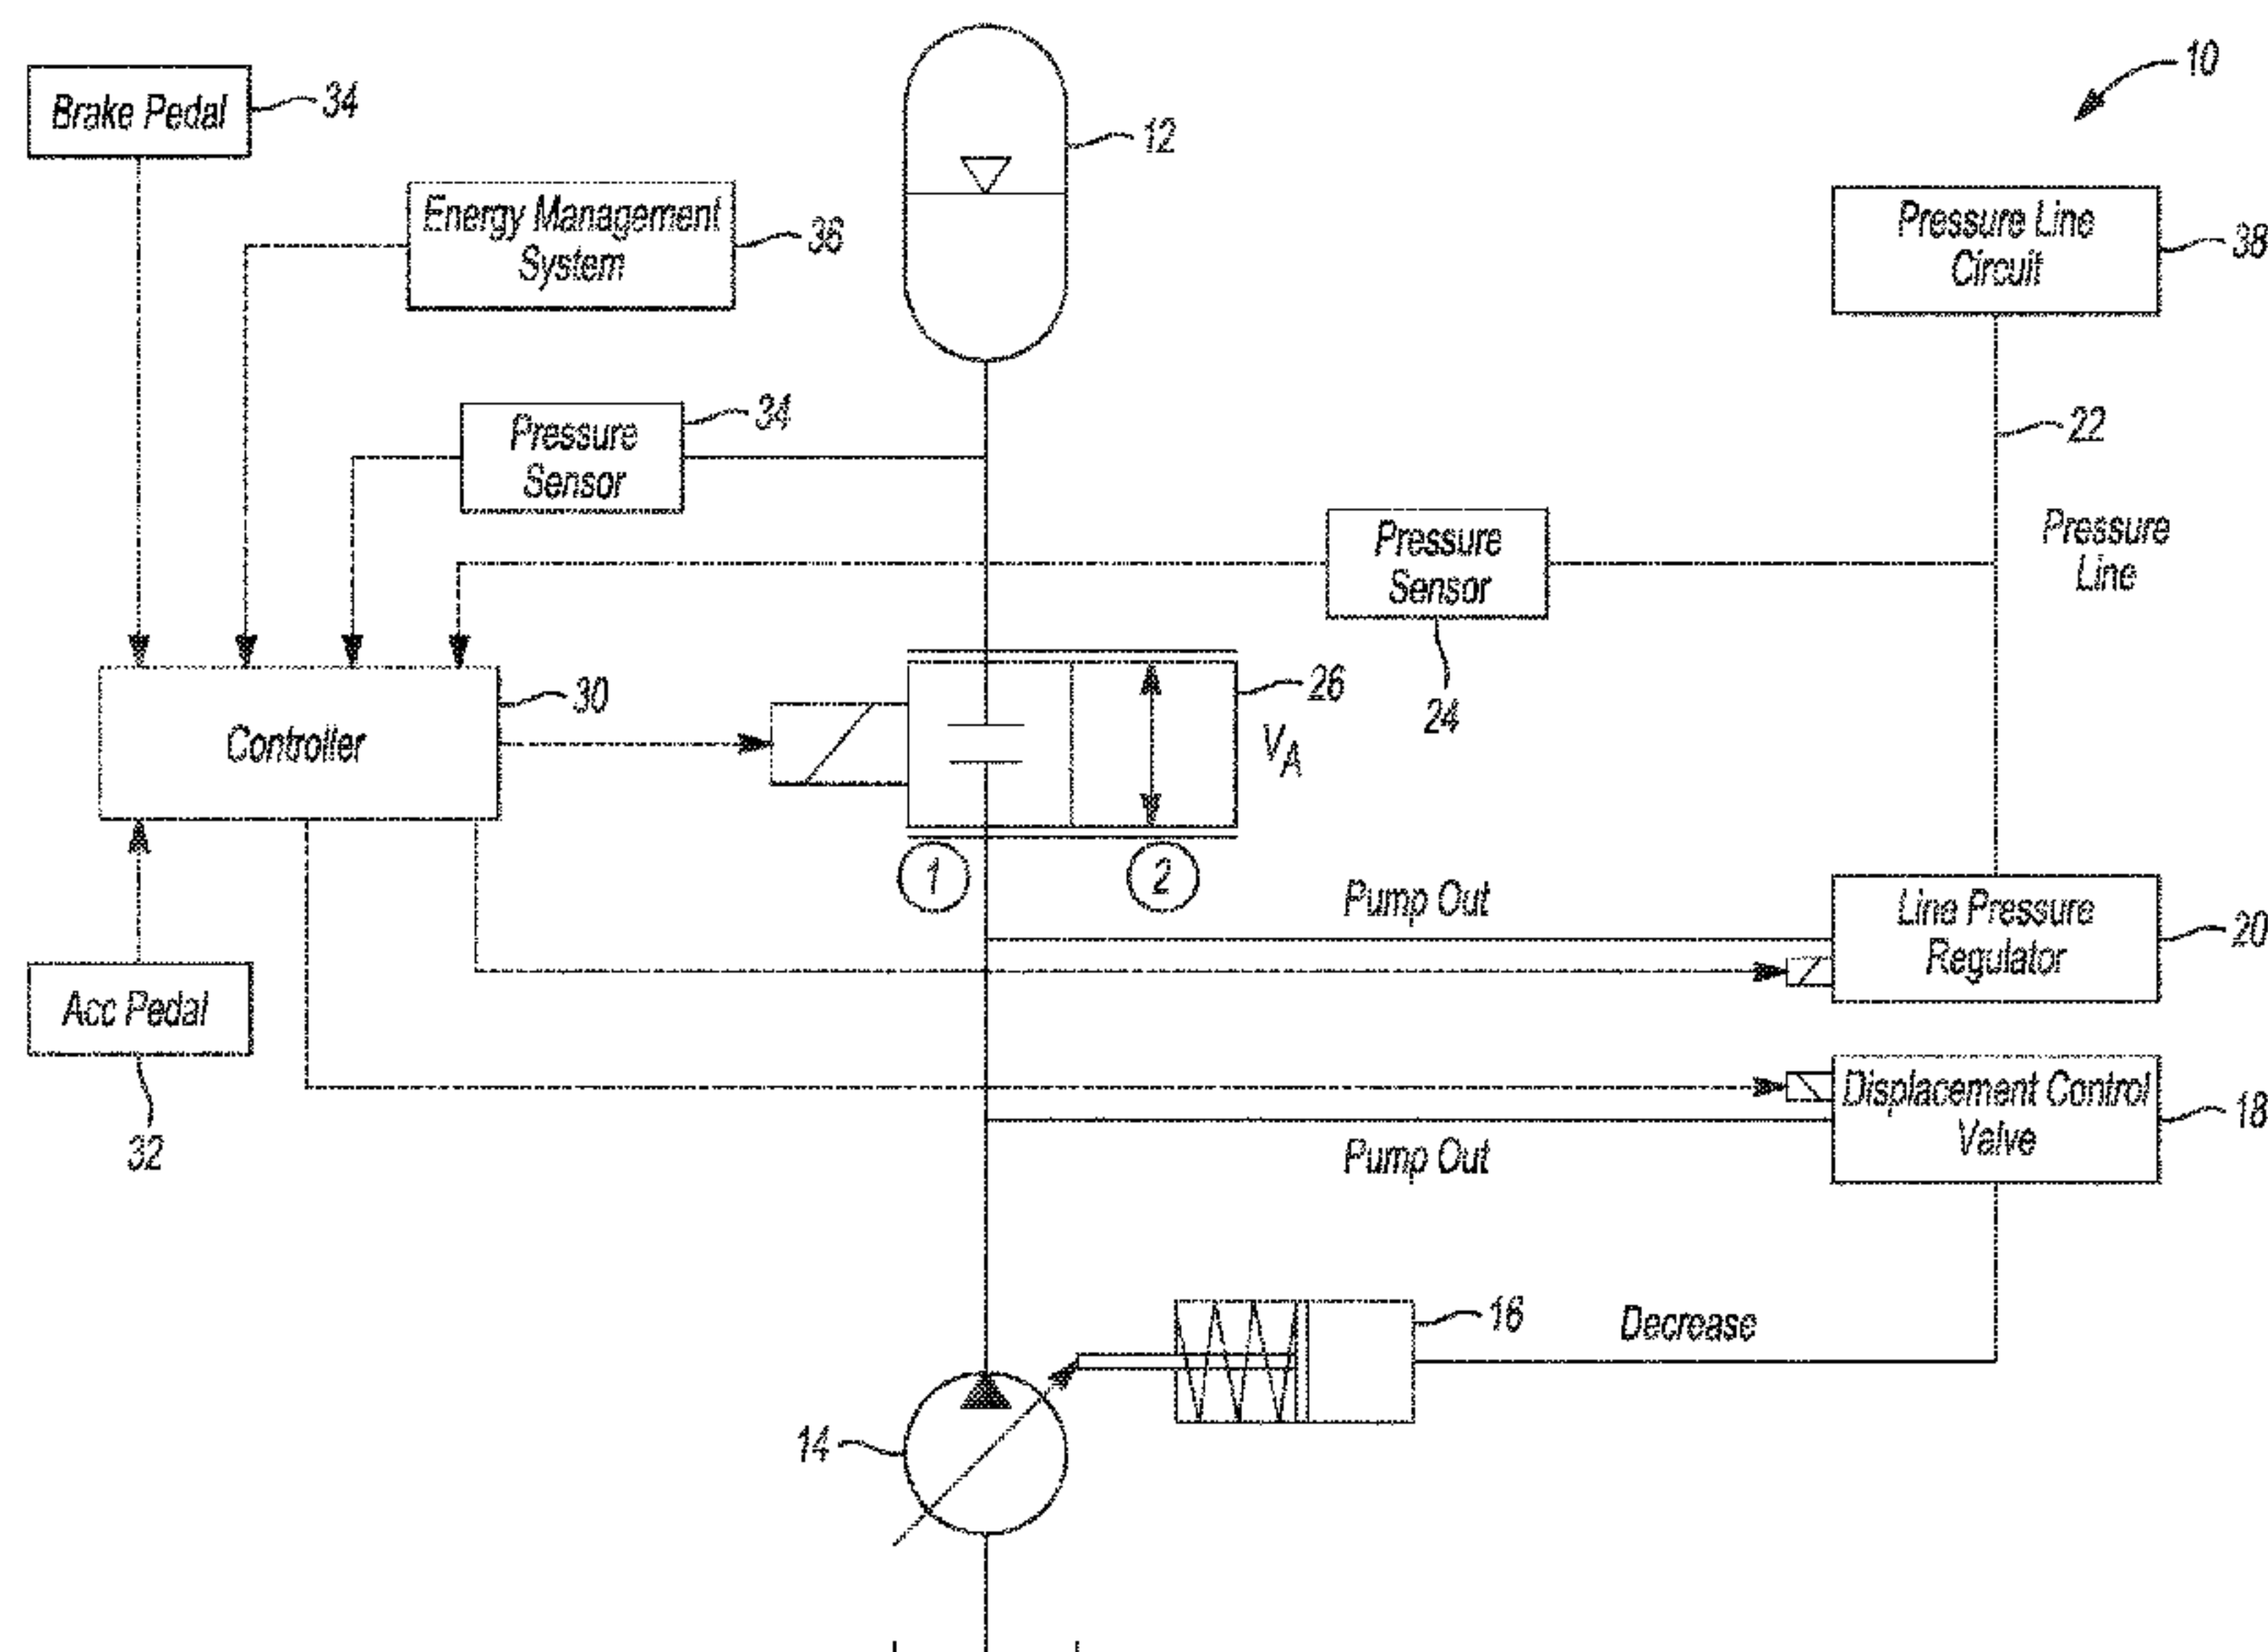 10
Brake Pedal
34
12
Energy Management
System
36
Pressure Line
Circuit
38
Pressure
Sensor
34
22
Pressure
Line
Pressure
Sensor
24
Controller
30
26
VA
1
2
Pump Out
Line Pressure
Regulator
20
Acc Pedal
32
Displacement Control
Valve
18
Pump Out
16
Decrease
14